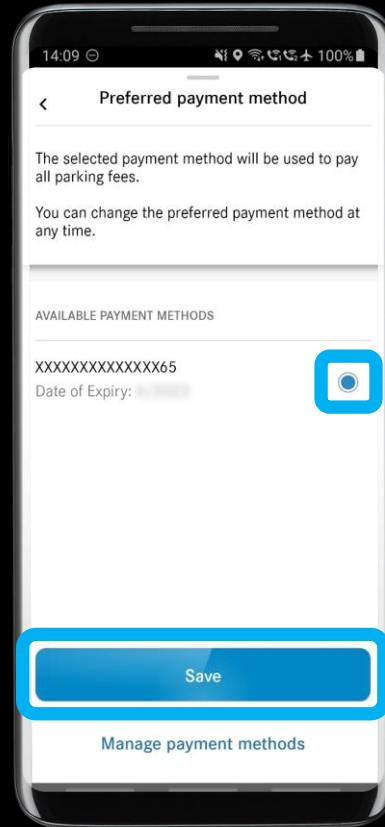 14:09 100%
Preferred payment method
The selected payment method will be used to pay
all parking fees.
You can change the preferred payment method at
any time.
AVAILABLE PAYMENT METHODS
XXXXXXXXXXXXXX65
Date of Expiry:
Save
Manage payment methods